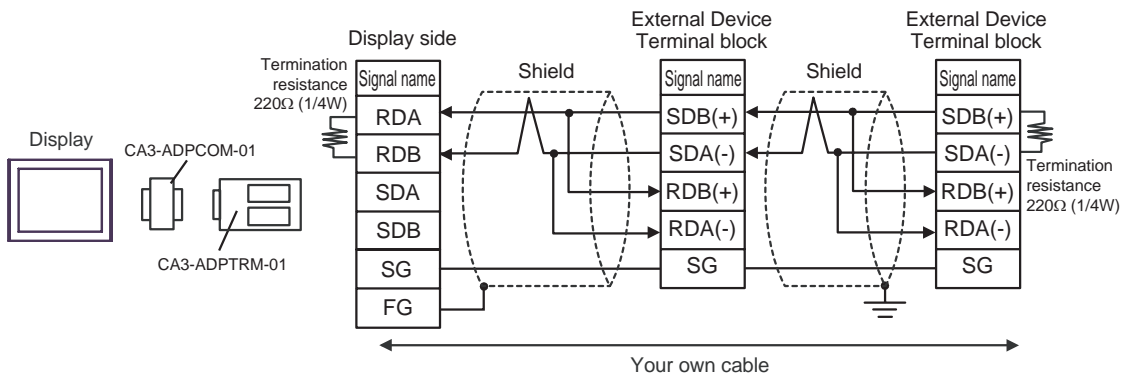 Display
CA3-ADPCOM-01
CA3-ADPTRM-01
Display side
Termination
resistance
220Ω (1/4W)
Signal name
RDA
RDB
SDA
SDB
SG
FG
Shield
External Device
Terminal block
Signal name
SDB(+)
SDA(-)
RDB(+)
RDA(-)
SG
Shield
External Device
Terminal block
Signal name
SDB(+)
SDA(-)
RDB(+)
RDA(-)
SG
Termination
resistance
220Ω (1/4W)
Your own cable